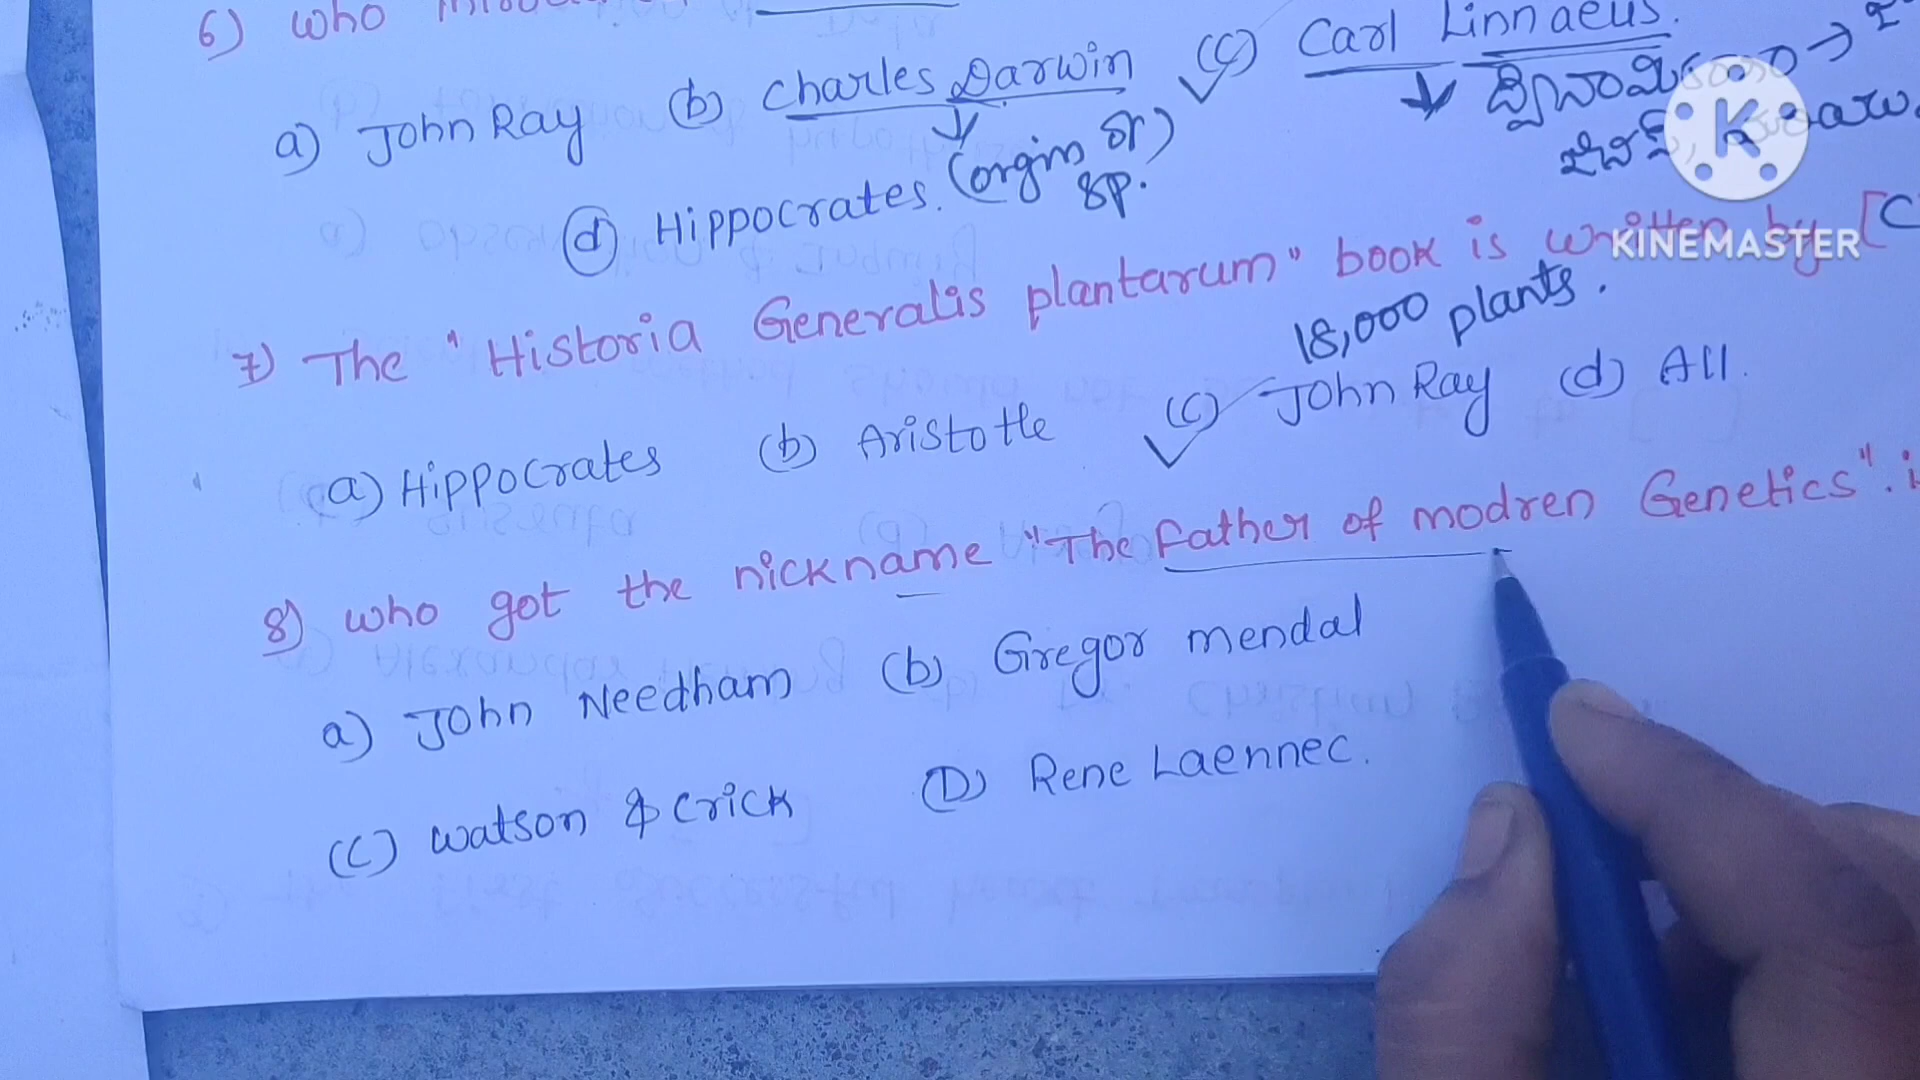 6) who
a) John Ray (b) Charles Darwin (c) Carl Linnaeus.
(orgin of sp.
(d) Hippocrates.
7) The "Historia Generalis plantarum" book is written by [C
18,000 plants.
a) Hippocrates (b) Aristotle (c) John Ray (d) All.
8) who got the nickname "The Father of modren Genetics". i
a) John Needham (b) Gregor mendal
(C) Watson & Crick (D) Rene Laennec.
KINEMASTER